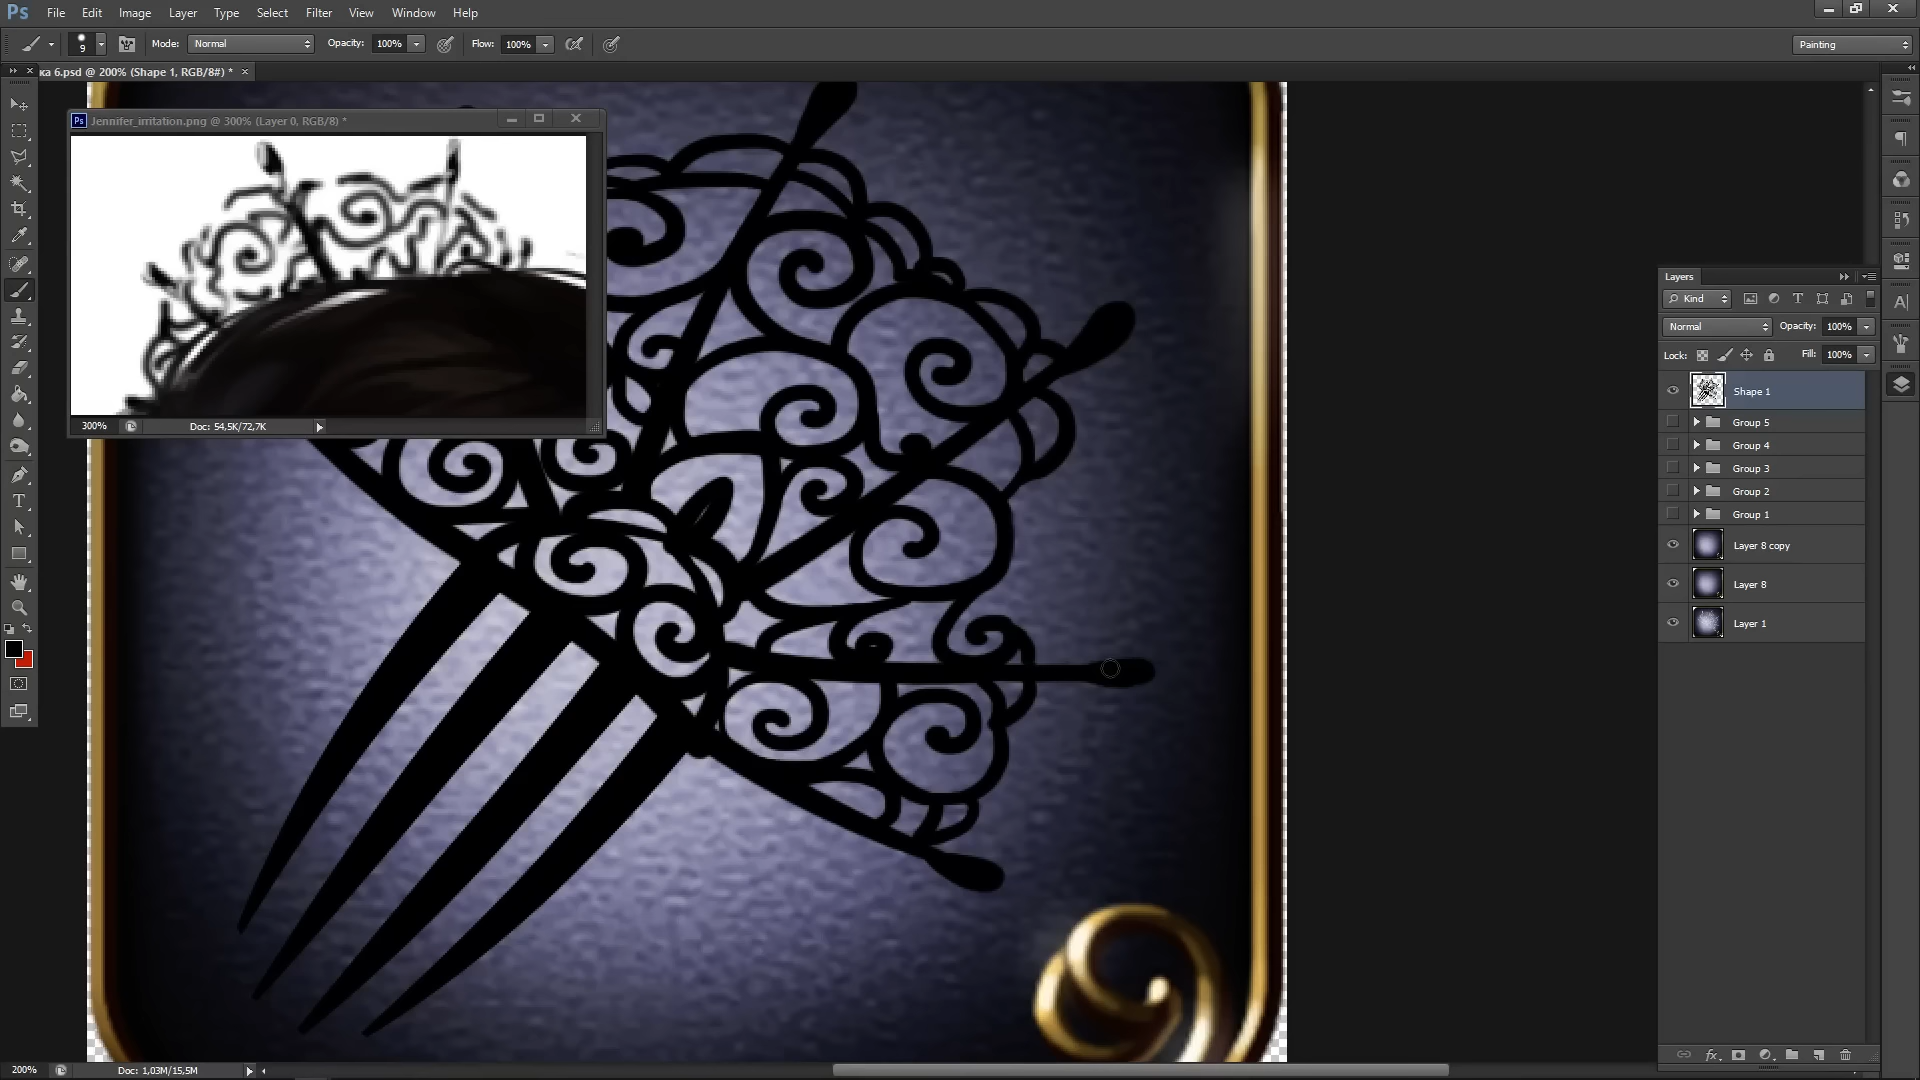 Ps File Edit Image Layer Type Select Filter View Window Help
9 Mode: Normal Opacity: 100% Flow: 100% Painting
ка 6.psd @ 200% (Shape 1, RGB/8#) * ×
Ps Jennifer_irritation.png @ 300% (Layer 0, RGB/8) *
300% Doc: 54,5K/72,7K
Layers
Kind
Normal Opacity: 100%
Lock: Fill: 100%
Shape 1
Group 5
Group 4
Group 3
Group 2
Group 1
Layer 8 copy
Layer 8
Layer 1
200% Doc: 1,03M/15,5M